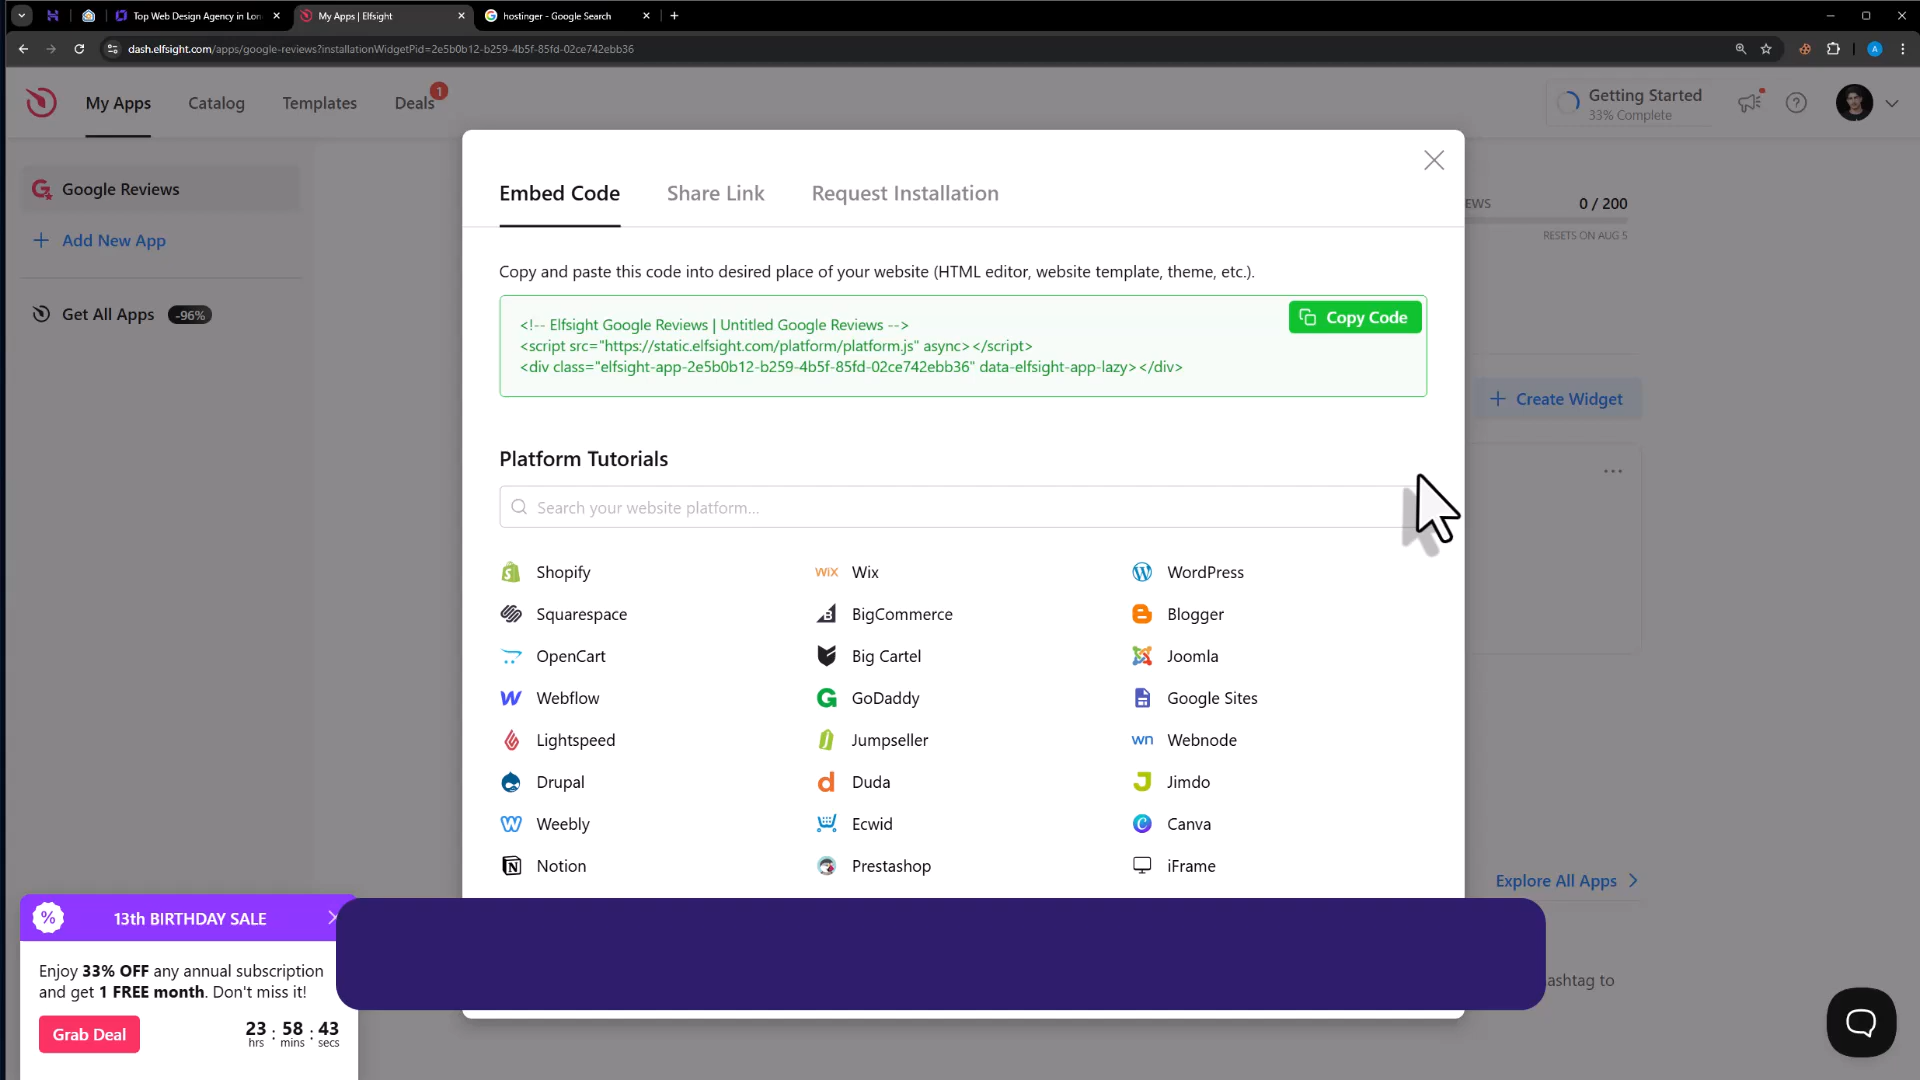 Top Web Design Agency in Lon
My Apps | Elfsight
hostinger - Google Search
dash.elfsight.com/apps/google-reviews?installationWidgetPid=2e5b0b12-b259-4b5f-85fd-02ce742ebb36
A
My Apps
Catalog
Templates
Deals
1
Getting Started
33% Complete
Google Reviews
Add New App
Get All Apps
-96%
EWS
0 / 200
RESETS ON AUG 5
Create Widget
Explore All Apps
ashtag to
Embed Code
Share Link
Request Installation
Copy and paste this code into desired place of your website (HTML editor, website template, theme, etc.).
<!-- Elfsight Google Reviews | Untitled Google Reviews -->
<script src="https://static.elfsight.com/platform/platform.js" async></script>
<div class="elfsight-app-2e5b0b12-b259-4b5f-85fd-02ce742ebb36" data-elfsight-app-lazy></div>
Copy Code
Platform Tutorials
Search your website platform...
Shopify
WiX Wix
WordPress
Squarespace
BigCommerce
Blogger
OpenCart
Big Cartel
Joomla
Webflow
GoDaddy
Google Sites
Lightspeed
Jumpseller
wn Webnode
Drupal
Duda
Jimdo
Weebly
Ecwid
Canva
Notion
Prestashop
iFrame
% 13th BIRTHDAY SALE
Enjoy 33% OFF any annual subscription
and get 1 FREE month. Don't miss it!
Grab Deal
23 : 58 : 43
hrs mins secs